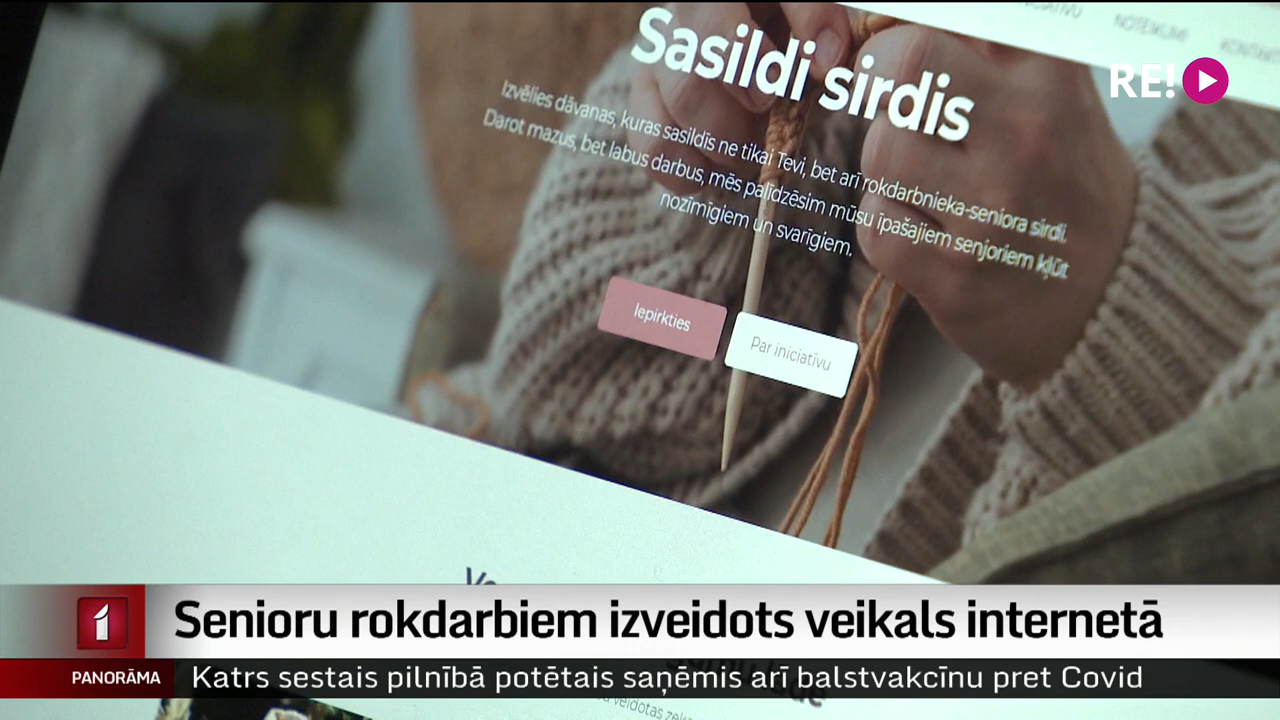 NOTEIKUMI
RE!
Sasildi sirdis
Izvēlies dāvanas, kuras sasildīs ne tikai Tevi, bet arī rokdarbnieka-seniora sirdi.
Darot mazus, bet labus darbus, mēs palīdzēsim mūsu īpašajiem senjoriem kļūt
nozīmīgiem un svarīgiem.
Iepirkties
Par iniciatīvu
1
Senioru rokdarbiem izveidots veikals internetā
PANORĀMA
Katrs sestais pilnībā potētais saņēmis arī balstvakcīnu pret Covid